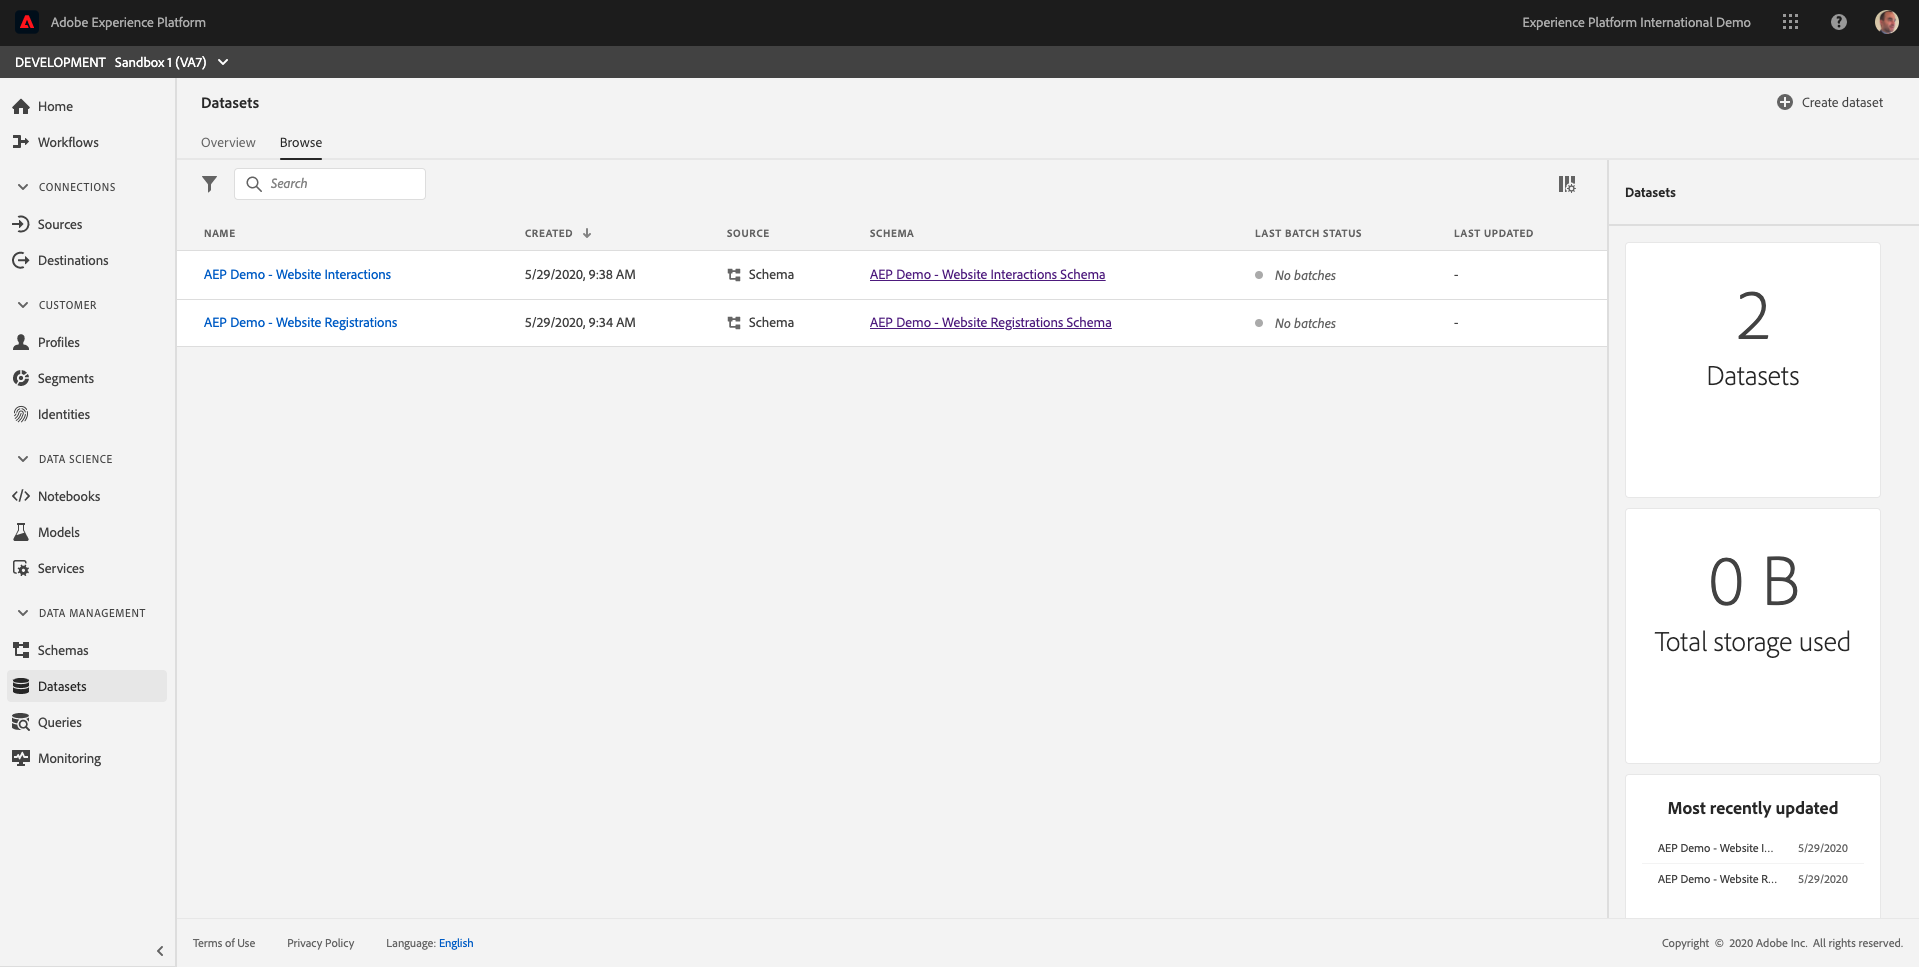 Adobe Experience Platform
Experience Platform International Demo
DEVELOPMENT Sandbox 1 (VA7)
Home
Workflows
CONNECTIONS
Sources
Destinations
CUSTOMER
Profiles
Segments
Identities
DATA SCIENCE
Notebooks
Models
Services
DATA MANAGEMENT
Schemas
Datasets
Queries
Monitoring
Datasets
Create dataset
Overview Browse
Search
NAME CREATED SOURCE SCHEMA LAST BATCH STATUS LAST UPDATED
AEP Demo - Website Interactions 5/29/2020, 9:38 AM Schema AEP Demo - Website Interactions Schema No batches -
AEP Demo - Website Registrations 5/29/2020, 9:34 AM Schema AEP Demo - Website Registrations Schema No batches -
Datasets
2
Datasets
0 B
Total storage used
Most recently updated
AEP Demo - Website I... 5/29/2020
AEP Demo - Website R... 5/29/2020
Terms of Use Privacy Policy Language: English
Copyright © 2020 Adobe Inc. All rights reserved.